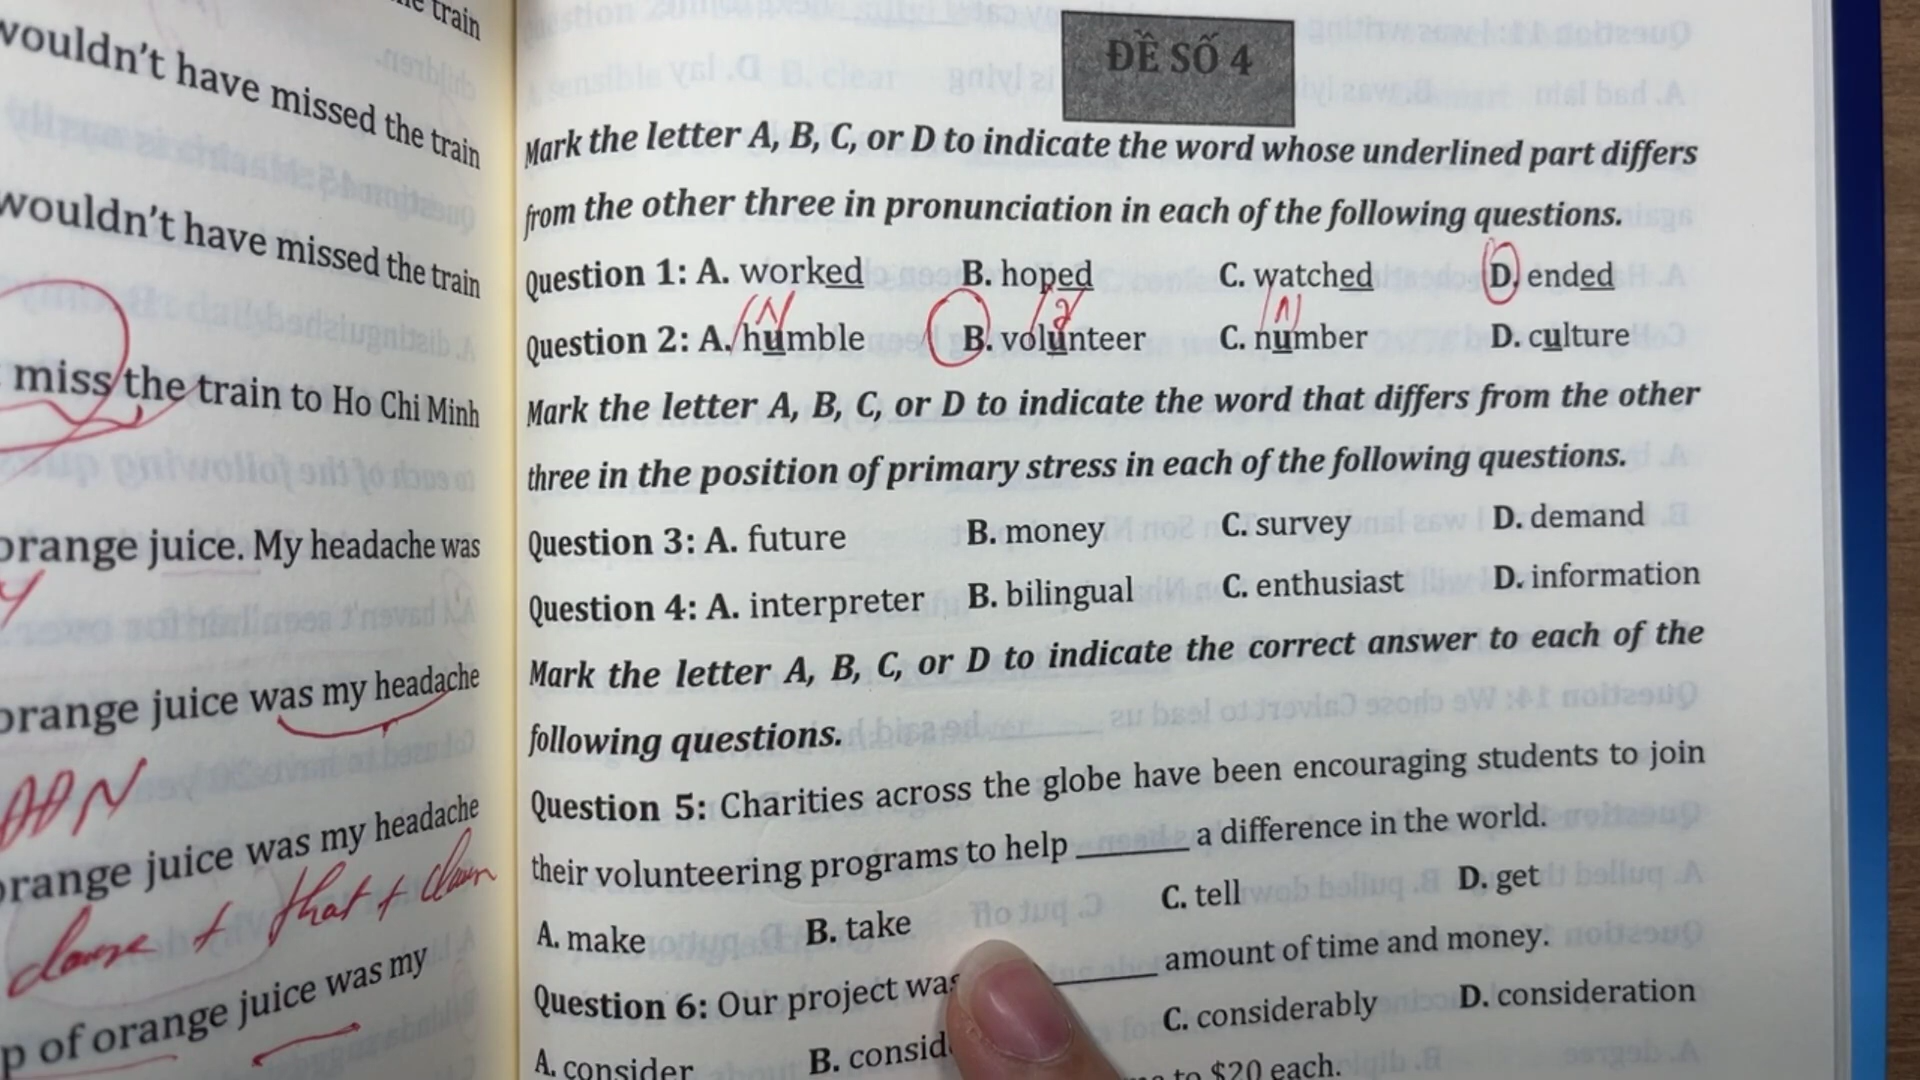 the train
wouldn't have missed the train
wouldn't have missed the train
miss the train to Ho Chi Minh
orange juice. My headache was
orange juice was my headache
orange juice was my headache
clause + that + clause
p of orange juice was my
ĐỀ SỐ 4
Mark the letter A, B, C, or D to indicate the word whose underlined part differs
from the other three in pronunciation in each of the following questions.
Question 1: A. worked B. hoped C. watched D. ended
/ʌ/ /ə/ /ʌ/
Question 2: A. humble B. volunteer C. number D. culture
Mark the letter A, B, C, or D to indicate the word that differs from the other
three in the position of primary stress in each of the following questions.
Question 3: A. future B. money C. survey D. demand
Question 4: A. interpreter B. bilingual C. enthusiast D. information
Mark the letter A, B, C, or D to indicate the correct answer to each of the
following questions.
Question 5: Charities across the globe have been encouraging students to join
their volunteering programs to help ______ a difference in the world.
A. make B. take C. tell D. get
Question 6: Our project was ______ amount of time and money.
A. consider B. consid C. considerably D. consideration
to $20 each.